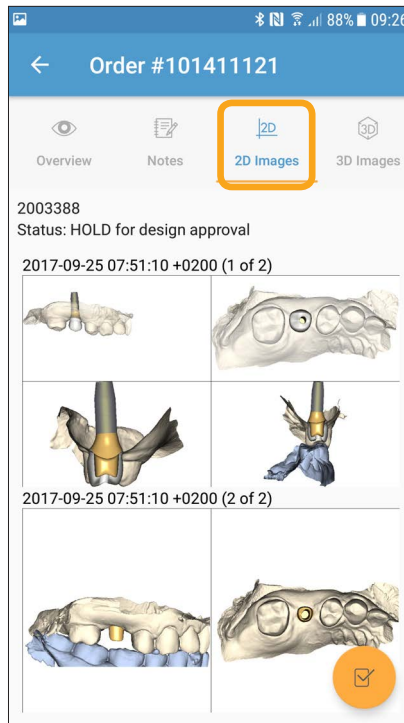 88% 09:26
Order #101411121
2D 3D
Overview Notes 2D Images 3D Images
2003388
Status: HOLD for design approval
2017-09-25 07:51:10 +0200 (1 of 2)
2017-09-25 07:51:10 +0200 (2 of 2)